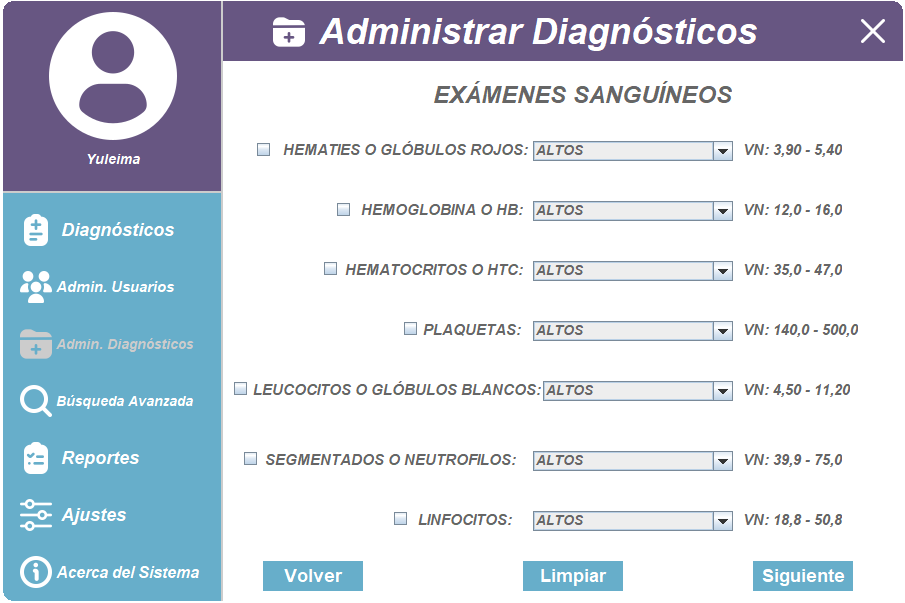 Administrar Diagnósticos
Yuleima
Diagnósticos
Admin. Usuarios
Admin. Diagnósticos
Búsqueda Avanzada
Reportes
Ajustes
Acerca del Sistema
EXÁMENES SANGUÍNEOS
HEMATIES O GLÓBULOS ROJOS: ALTOS VN: 3,90 - 5,40
HEMOGLOBINA O HB: ALTOS VN: 12,0 - 16,0
HEMATOCRITOS O HTC: ALTOS VN: 35,0 - 47,0
PLAQUETAS: ALTOS VN: 140,0 - 500,0
LEUCOCITOS O GLÓBULOS BLANCOS: ALTOS VN: 4,50 - 11,20
SEGMENTADOS O NEUTROFILOS: ALTOS VN: 39,9 - 75,0
LINFOCITOS: ALTOS VN: 18,8 - 50,8
Volver Limpiar Siguiente